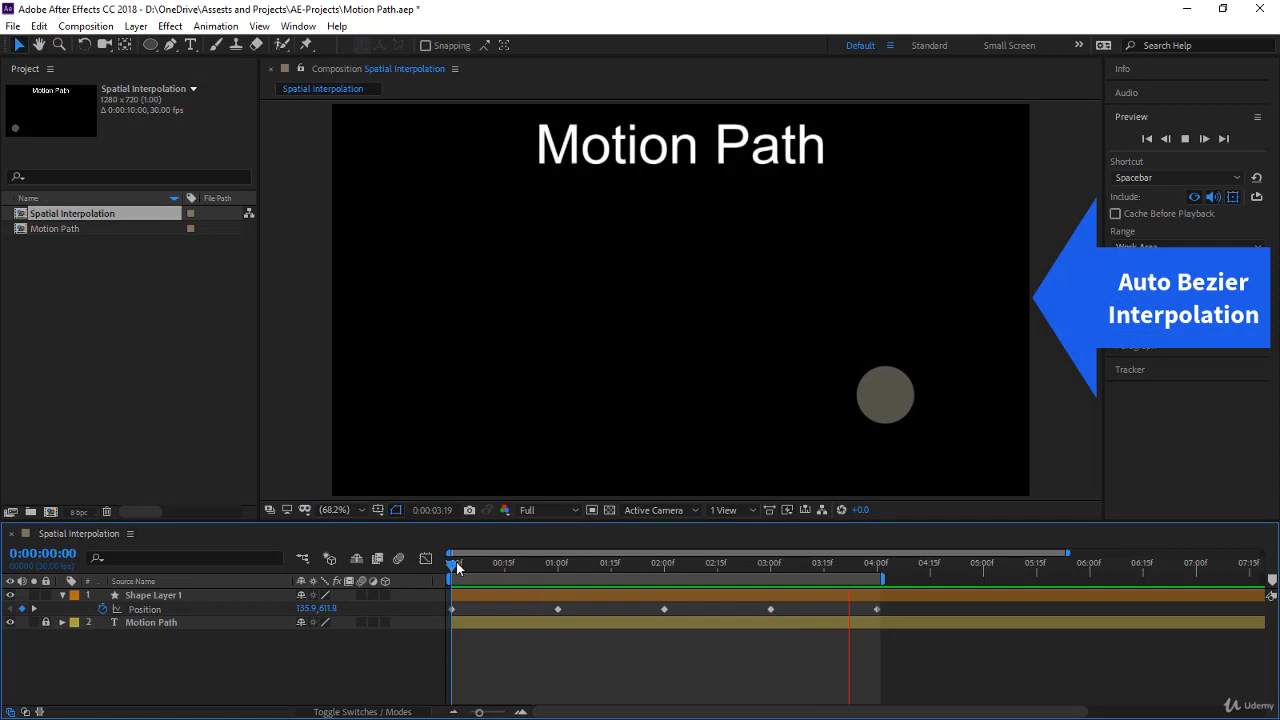 Adobe After Effects CC 2018 - D:\OneDrive\Assests and Projects\AE-Projects\Motion Path.aep *
File Edit Composition Layer Effect Animation View Window Help
Snapping
Default Standard Small Screen Search Help
Project
Composition Spatial Interpolation
Spatial Interpolation
Spatial Interpolation
1280 x 720 (1.00)
Δ 0:00:10:00, 30.00 fps
Motion Path
Name File Path
Spatial Interpolation
Motion Path
8 bpc
Motion Path
(68.2%) 0:00:03:19 Full Active Camera 1 View +0.0
Info
Audio
Preview
Shortcut
Spacebar
Include:
Cache Before Playback
Range
Work Area
Auto Bezier
Interpolation
Tracker
Spatial Interpolation
0:00:00:00
00:15f 01:00f 01:15f 02:00f 02:15f 03:00f 03:15f 04:00f 04:15f 05:00f 05:15f 06:00f 06:15f 07:00f 07:15f
# Source Name
1 Shape Layer 1
Position 135.9,611.8
2 T Motion Path
Toggle Switches / Modes
Udemy